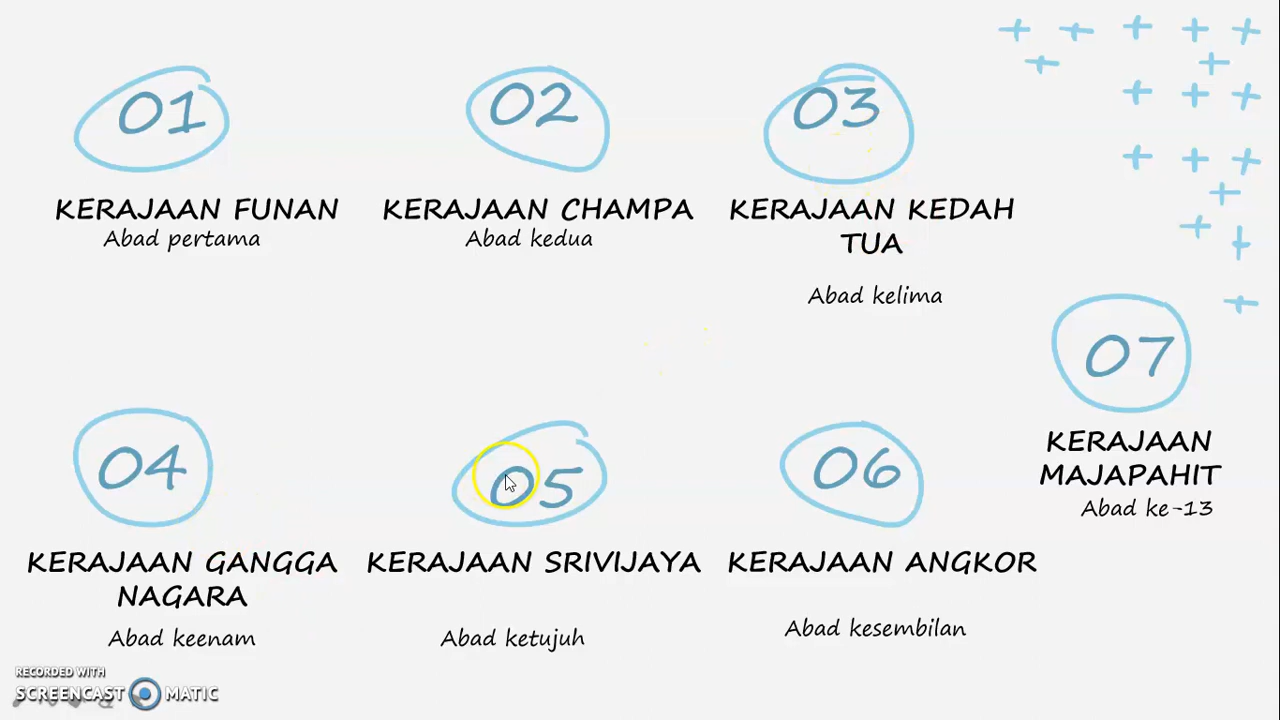 01
KERAJAAN FUNAN
Abad pertama
02
KERAJAAN CHAMPA
Abad kedua
03
KERAJAAN KEDAH
TUA
Abad kelima
04
KERAJAAN GANGGA
NAGARA
Abad keenam
05
KERAJAAN SRIVIJAYA
Abad ketujuh
06
KERAJAAN ANGKOR
Abad kesembilan
07
KERAJAAN
MAJAPAHIT
Abad ke-13
RECORDED WITH
SCREENCAST MATIC